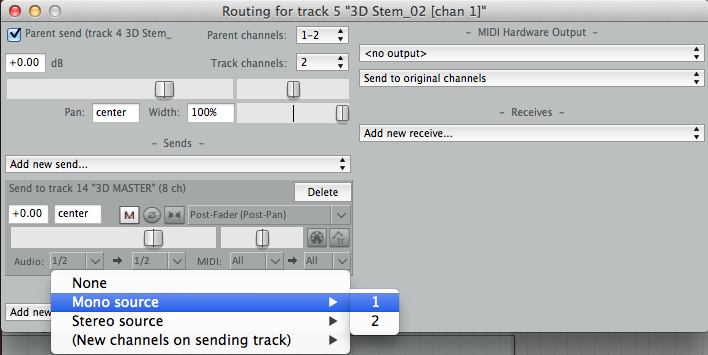 Routing for track 5 "3D Stem_02 [chan 1]"
Parent send (track 4 3D Stem_
Parent channels: 1-2
+0.00 dB
Track channels: 2
Pan: center Width: 100%
- Sends -
Add new send...
Send to track 14 "3D MASTER" (8 ch)
Delete
+0.00 center M Post-Fader (Post-Pan)
Audio: 1/2 1/2 MIDI: All All
Add new
None
Mono source
Stereo source
(New channels on sending track)
1
2
- MIDI Hardware Output -
<no output>
Send to original channels
- Receives -
Add new receive...